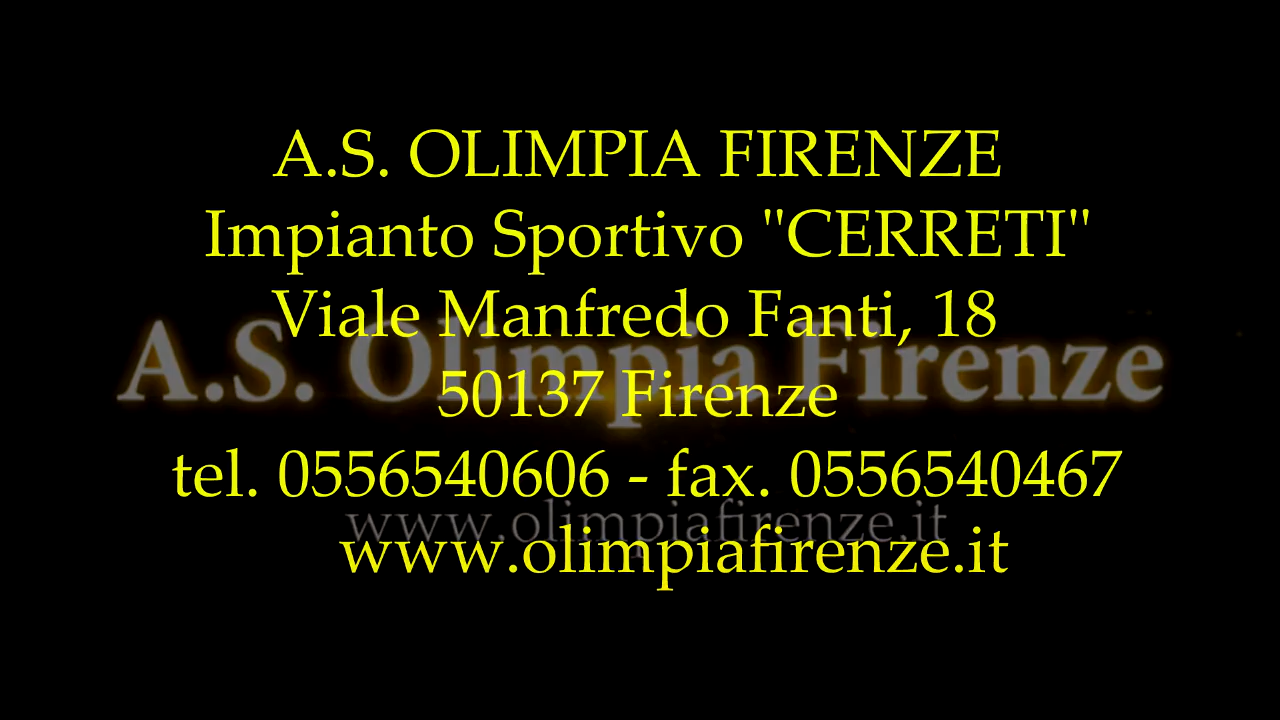 A.S. OLIMPIA FIRENZE
Impianto Sportivo "CERRETI"
Viale Manfredo Fanti, 18
A.S. Olimpia Firenze
50137 Firenze
tel. 0556540606 - fax. 0556540467
www.olimpiafirenze.it
www.olimpiafirenze.it